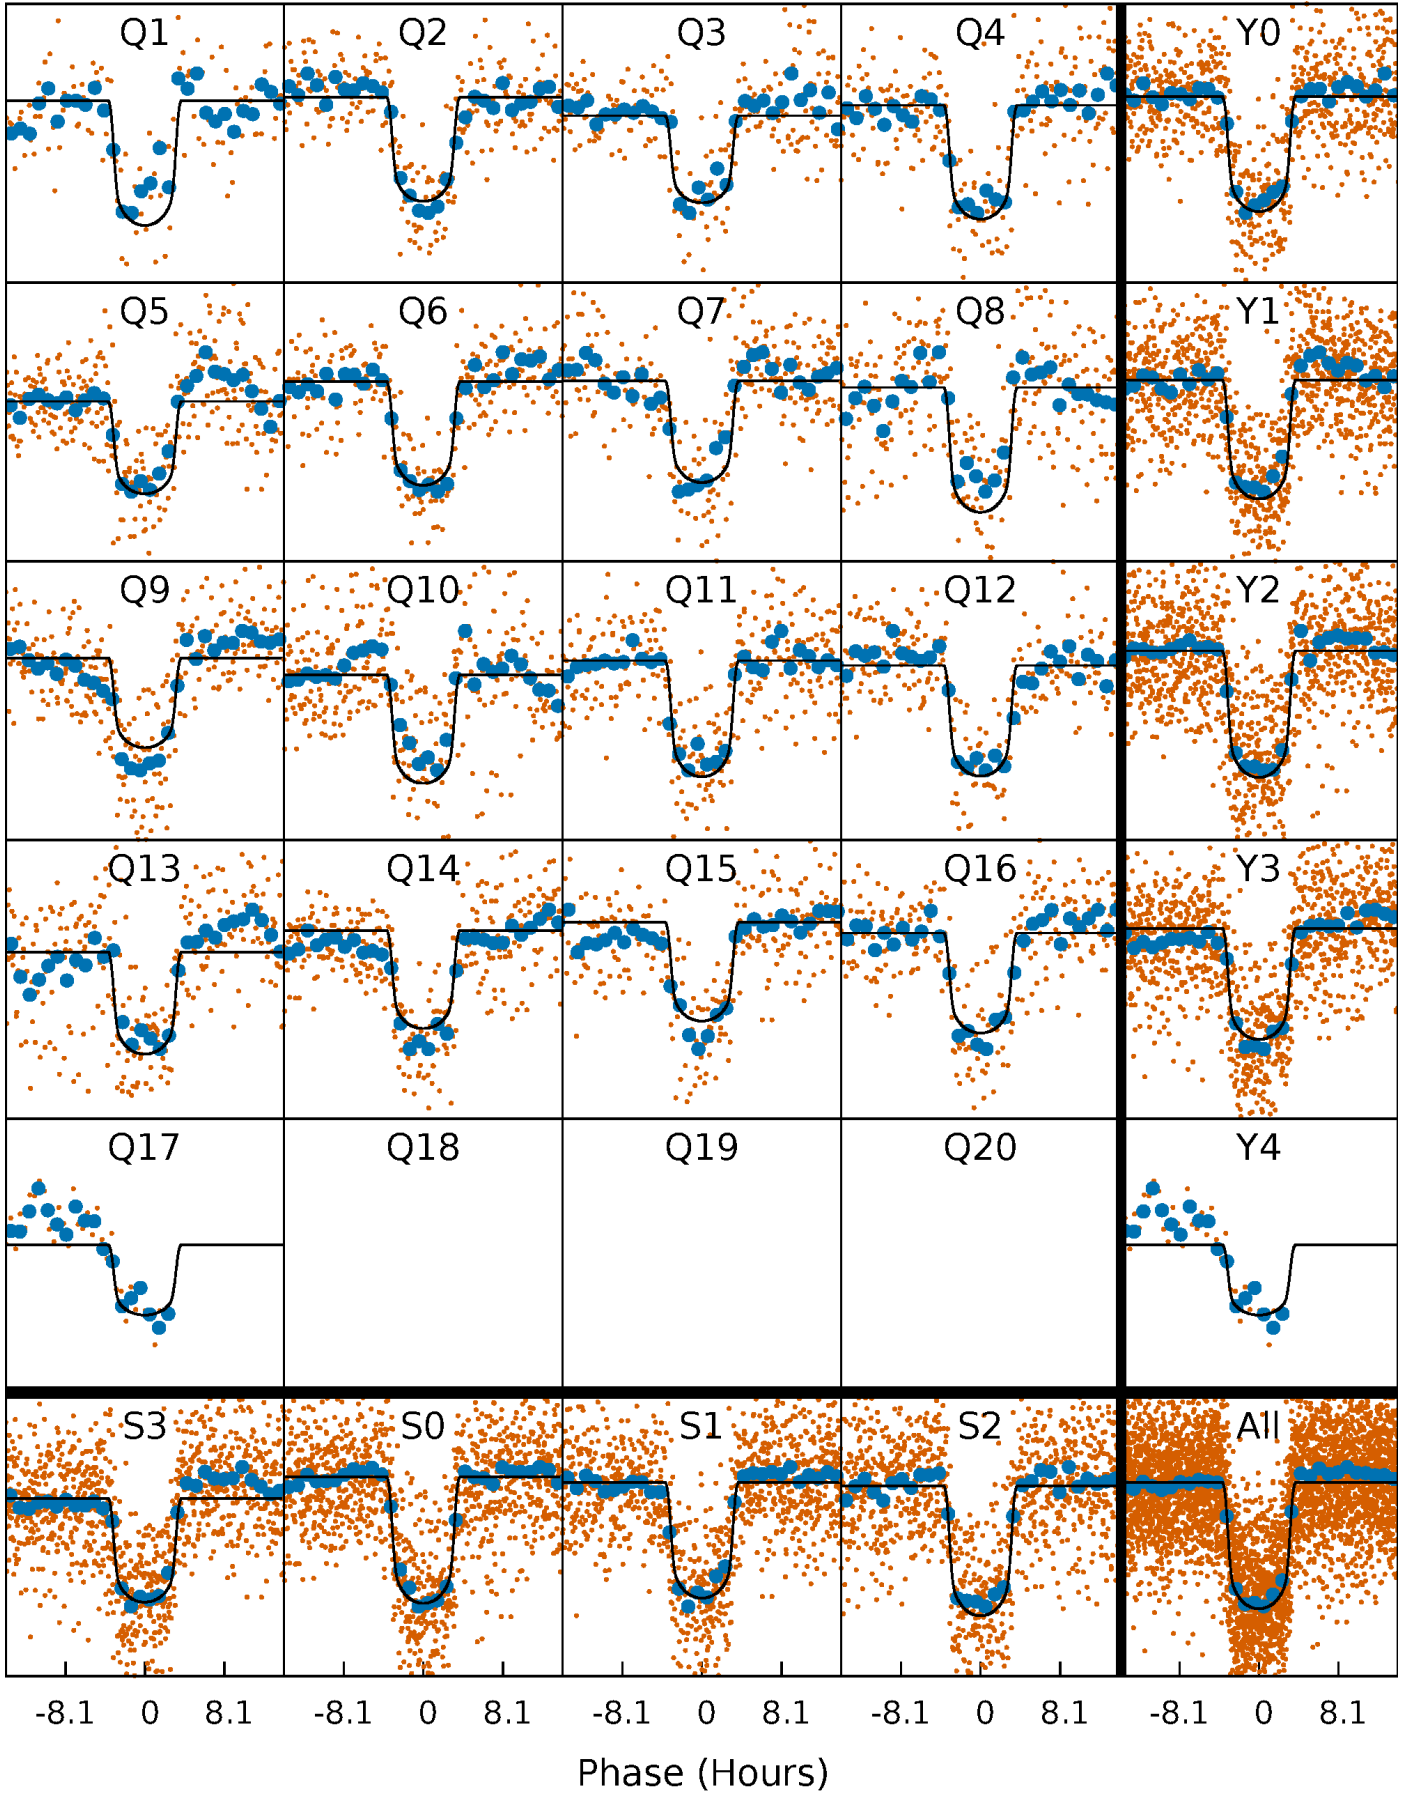 Q1 Q2 Q3 Q4 Y0
Q5 Q6 Q7 Q8 Y1
Q9 Q10 Q11 Q12 Y2
Q13 Q14 Q15 Q16 Y3
Q17 Q18 Q19 Q20 Y4
S3 S0 S1 S2 All
-8.1 0 8.1 -8.1 0 8.1 -8.1 0 8.1 -8.1 0 8.1 -8.1 0 8.1
Phase (Hours)